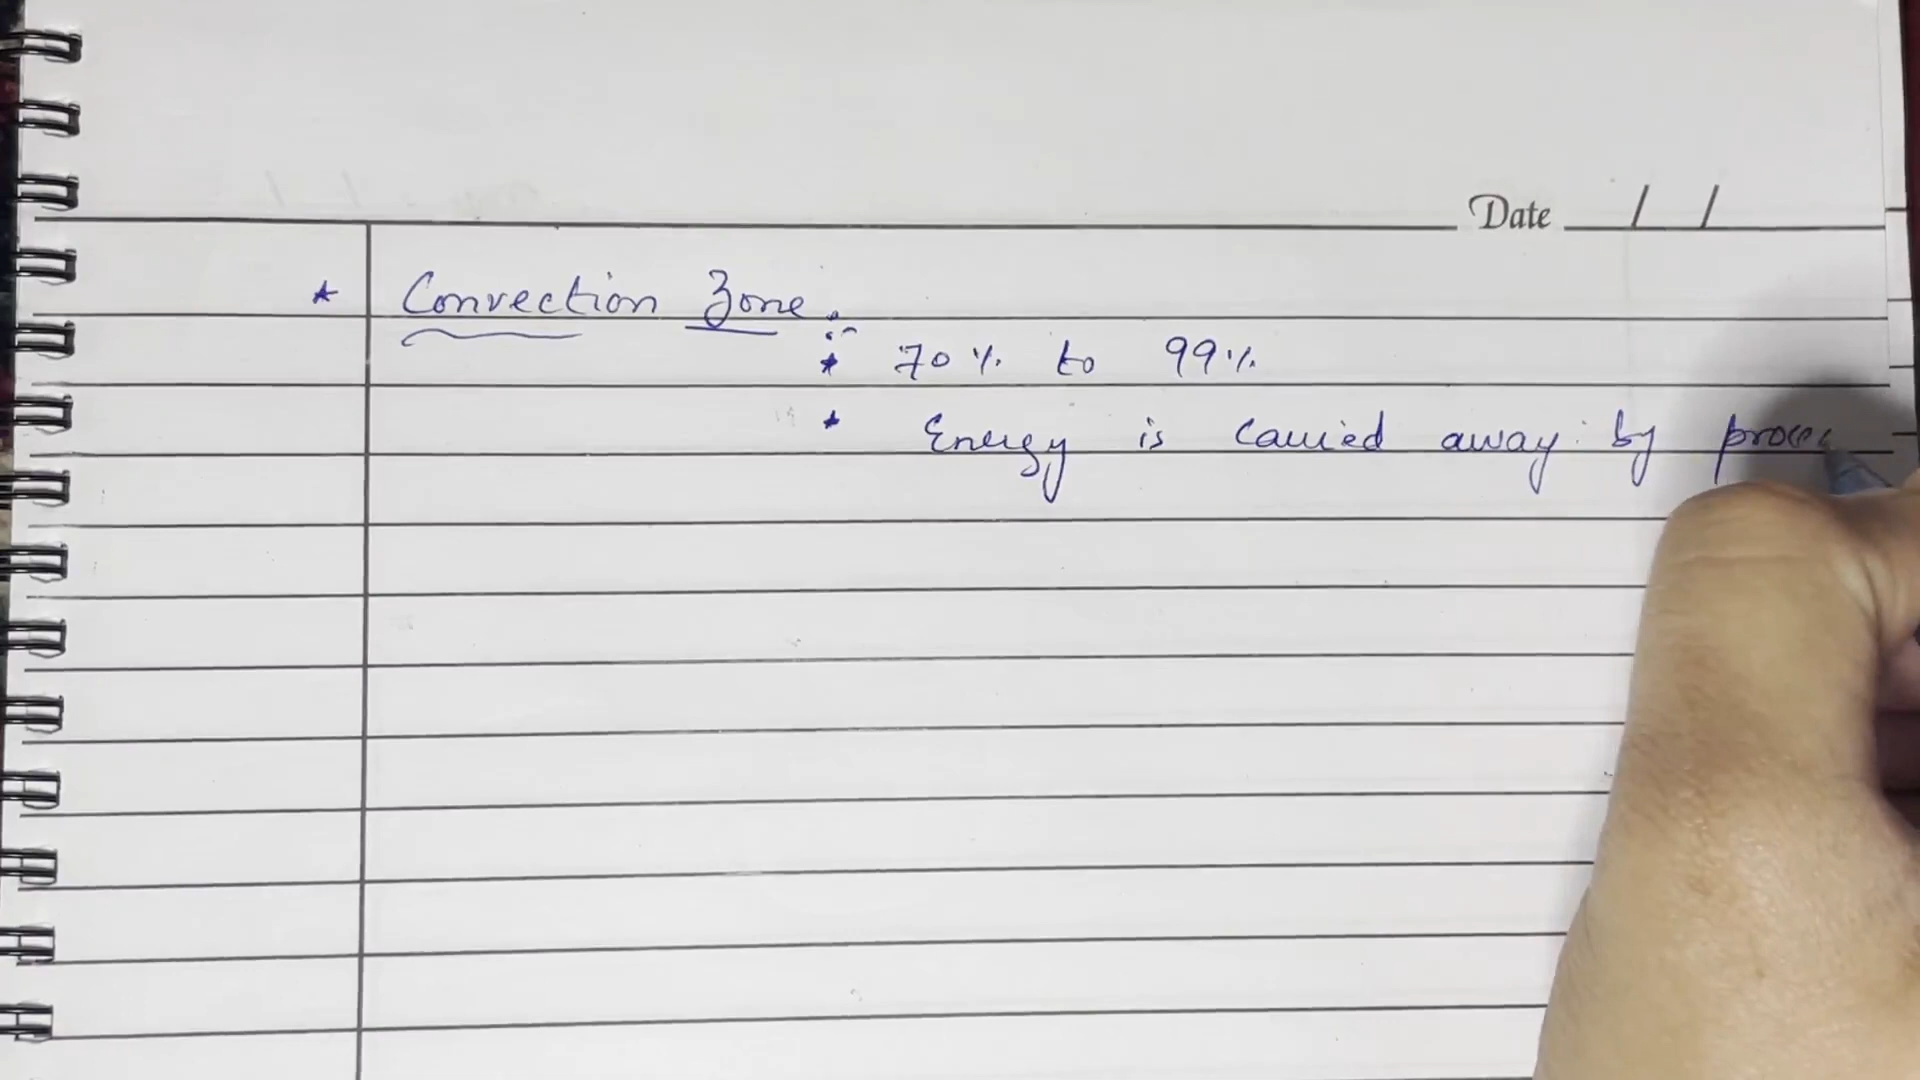 Date / /
* Convection Zone :-
* 70% to 99%
* Energy is carried away by